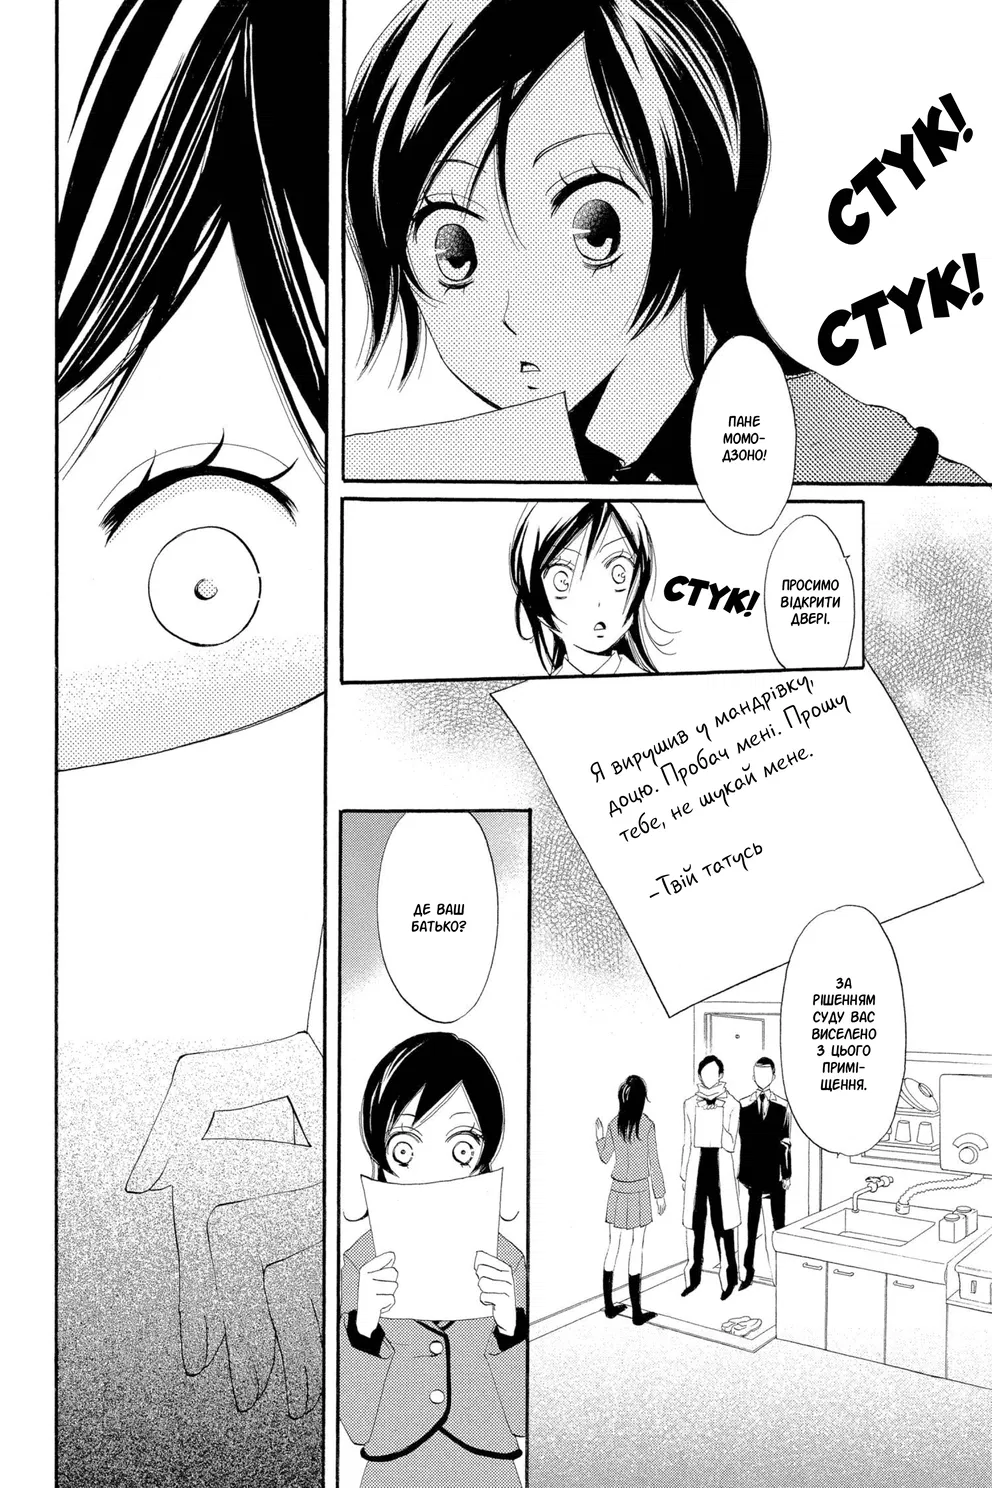 СТУК!
СТУК!
ПАНЕ
МОМО-
ДЗОНО!
СТУК!
ПРОСИМО
ВІДКРИТИ
ДВЕРІ.
Я вирушив у мандрівку,
доцю. Пробач мені. Прошу
тебе, не шукай мене.
-Твій татусь
ЗА
РІШЕННЯМ
СУДУ ВАС
ВИСЕЛЕНО
З ЦЬОГО
ПРИМІ-
ЩЕННЯ.
ДЕ ВАШ
БАТЬКО?